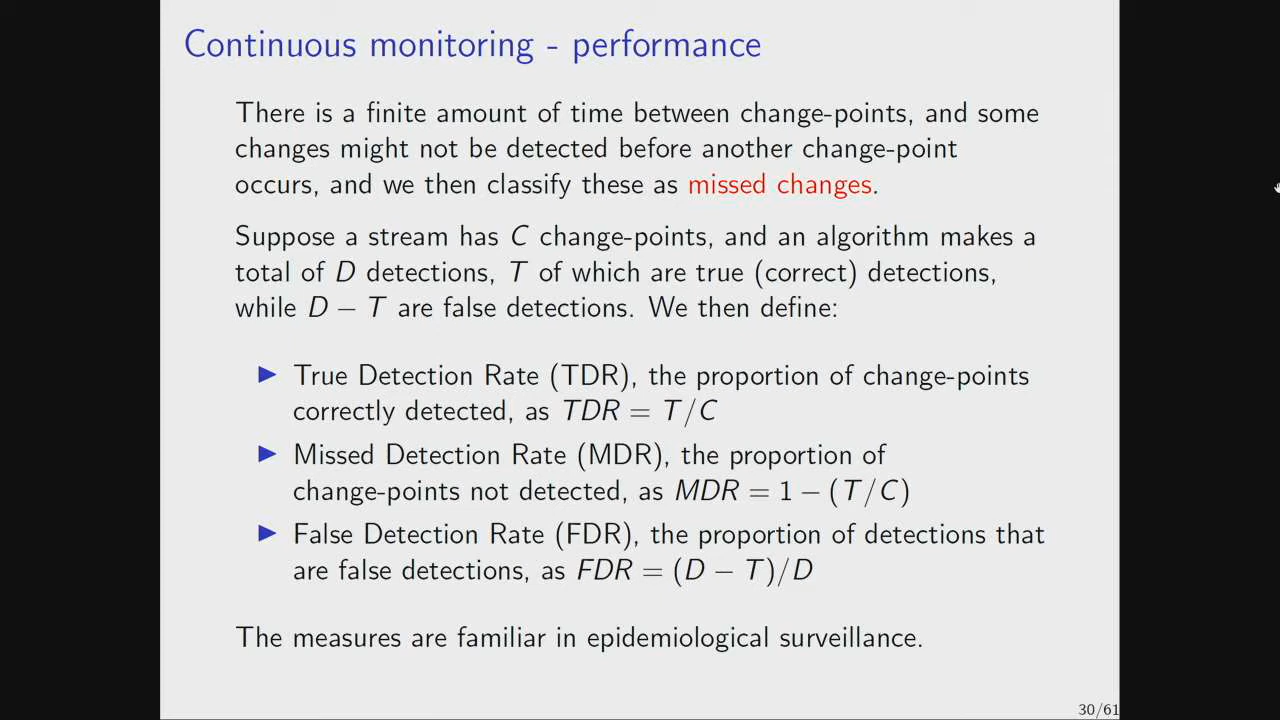 Continuous monitoring - performance
There is a finite amount of time between change-points, and some
changes might not be detected before another change-point
occurs, and we then classify these as missed changes.
Suppose a stream has C change-points, and an algorithm makes a
total of D detections, T of which are true (correct) detections,
while D − T are false detections. We then define:
▶ True Detection Rate (TDR), the proportion of change-points
correctly detected, as TDR = T/C
▶ Missed Detection Rate (MDR), the proportion of
change-points not detected, as MDR = 1 − (T/C)
▶ False Detection Rate (FDR), the proportion of detections that
are false detections, as FDR = (D − T)/D
The measures are familiar in epidemiological surveillance.
30/61